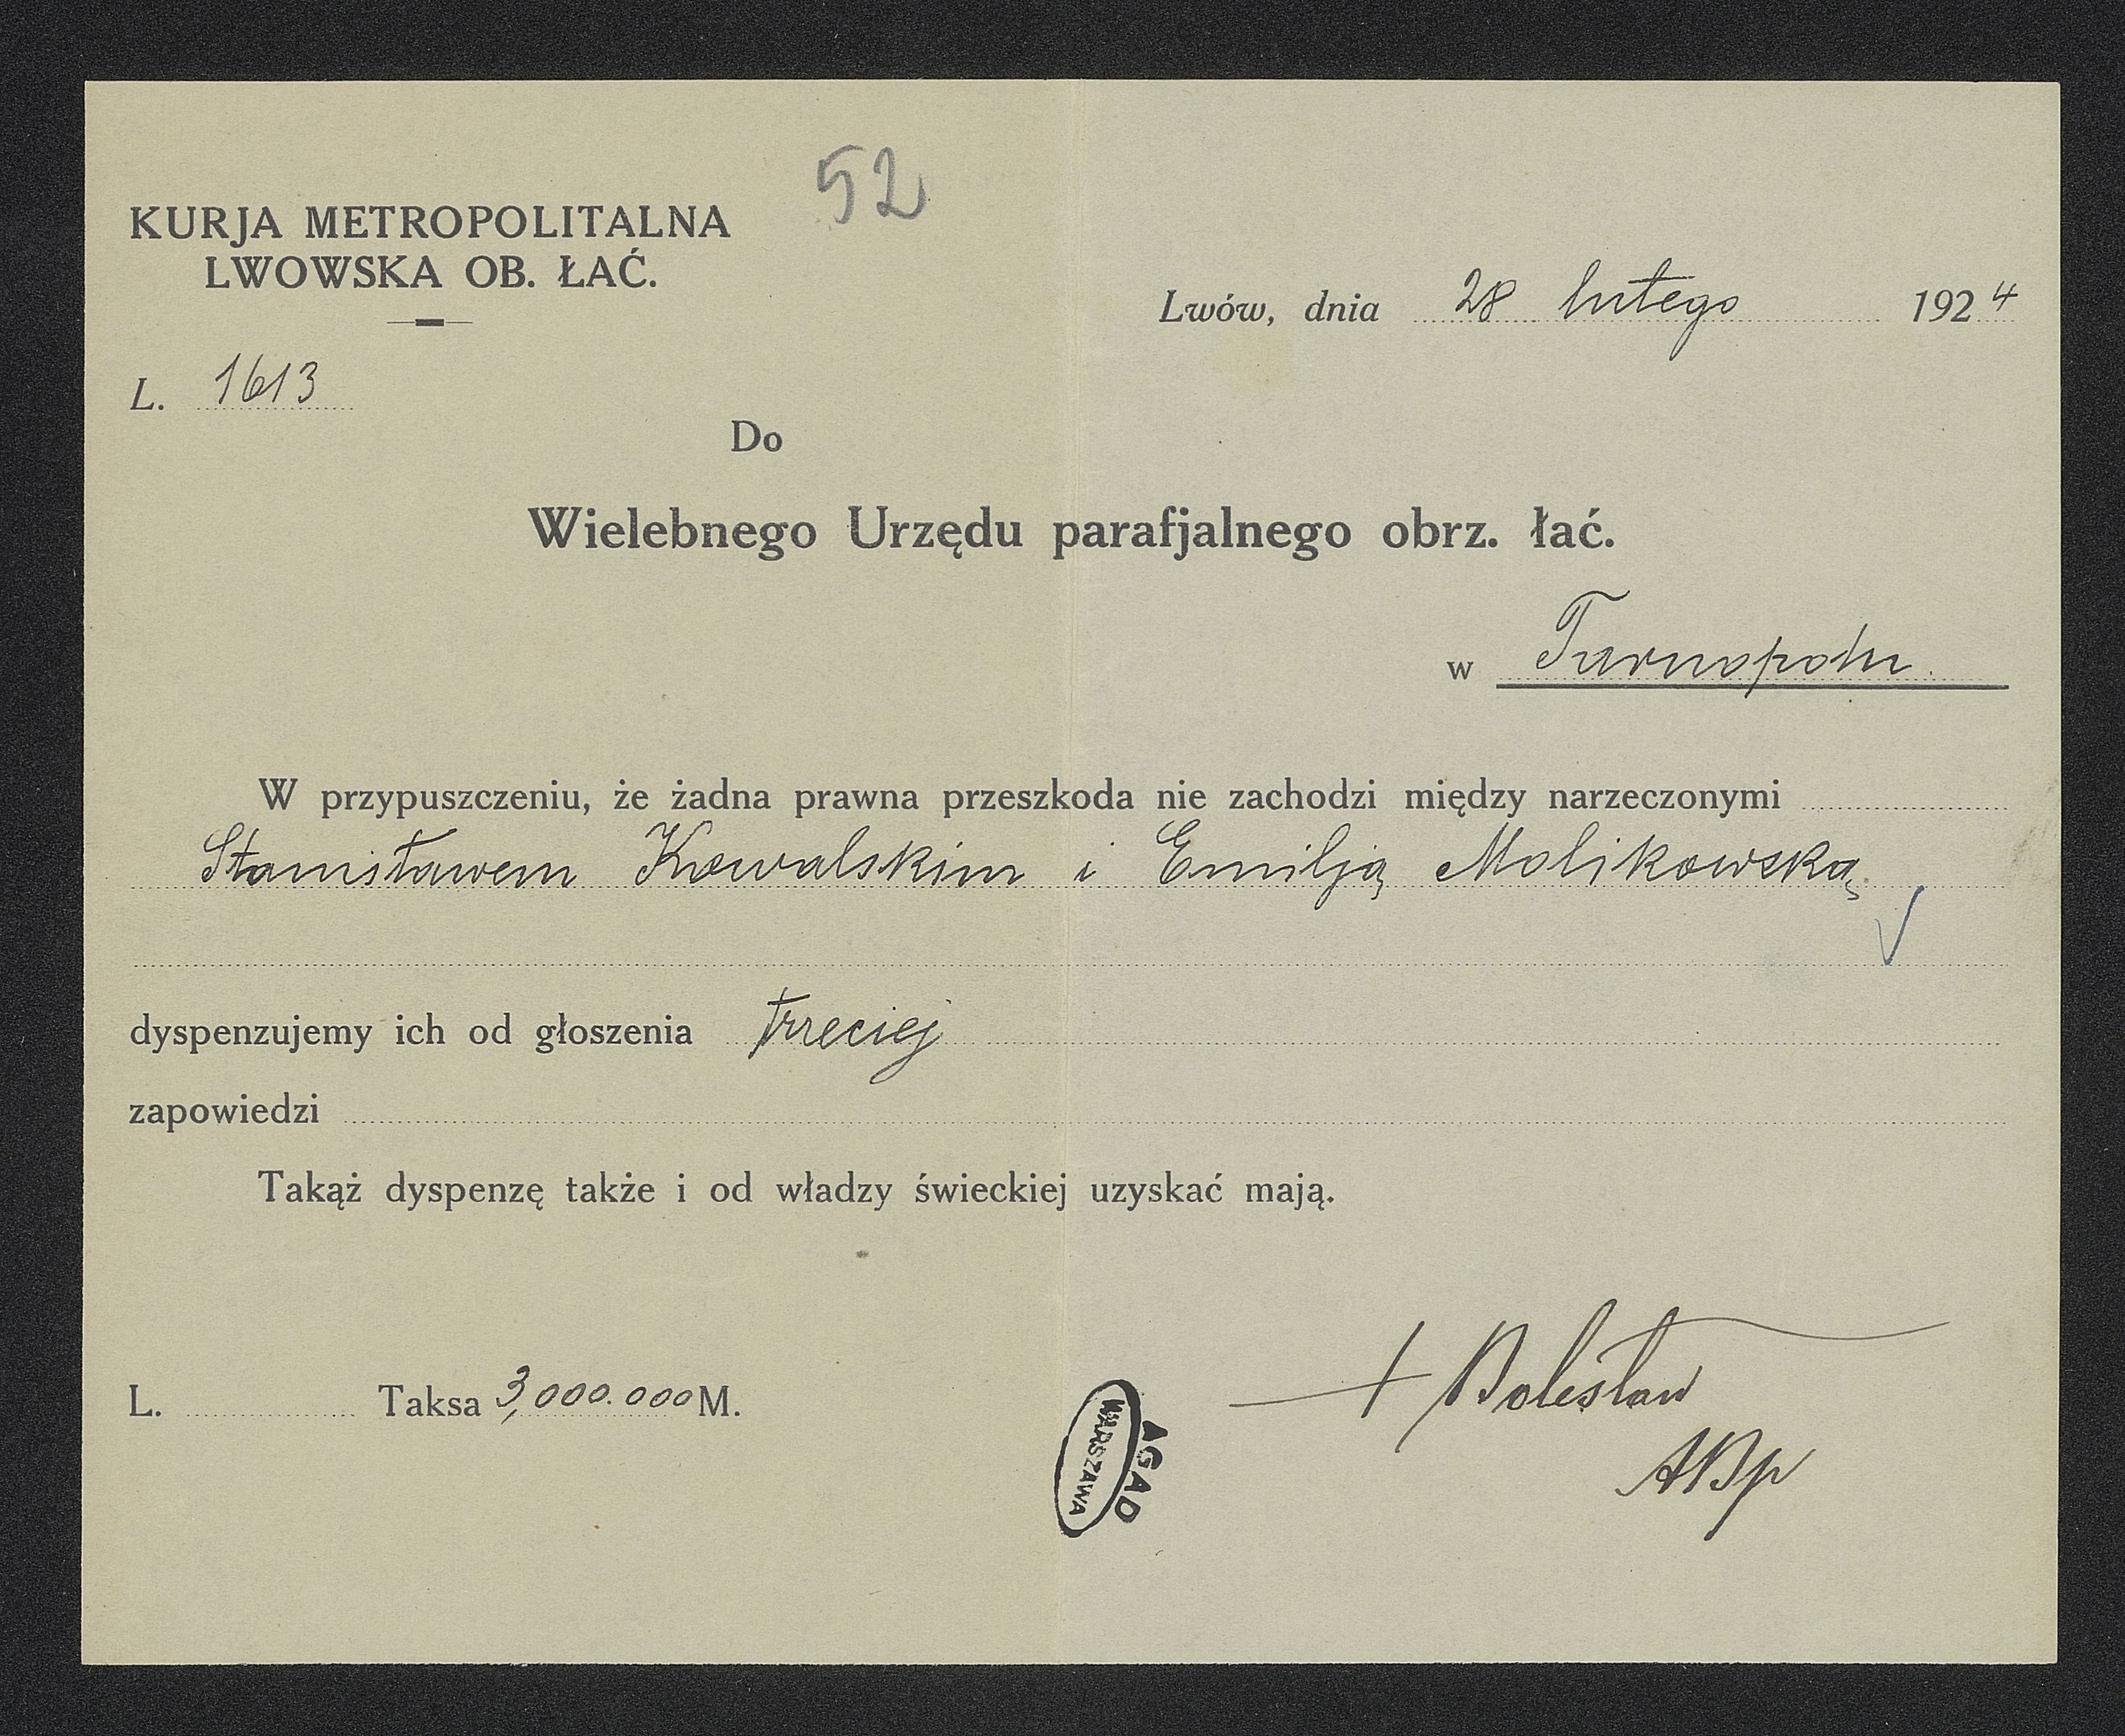 52
KURJA METROPOLITALNA
LWOWSKA OB. ŁAĆ.
Lwów, dnia 28 lutego 1924
L. 1613
Do
Wielebnego Urzędu parafjalnego obrz. łać.
w Tarnopolu
W przypuszczeniu, że żadna prawna przeszkoda nie zachodzi między narzeczonymi
Stanisławem Kowalskim i Emilją Molikowską
dyspenzujemy ich od głoszenia trzeciej
zapowiedzi
Takąż dyspenzę także i od władzy świeckiej uzyskać mają.
L. Taksa 3,000.000 M.
+ Bolesław
ABp
AGAD
WARSZAWA